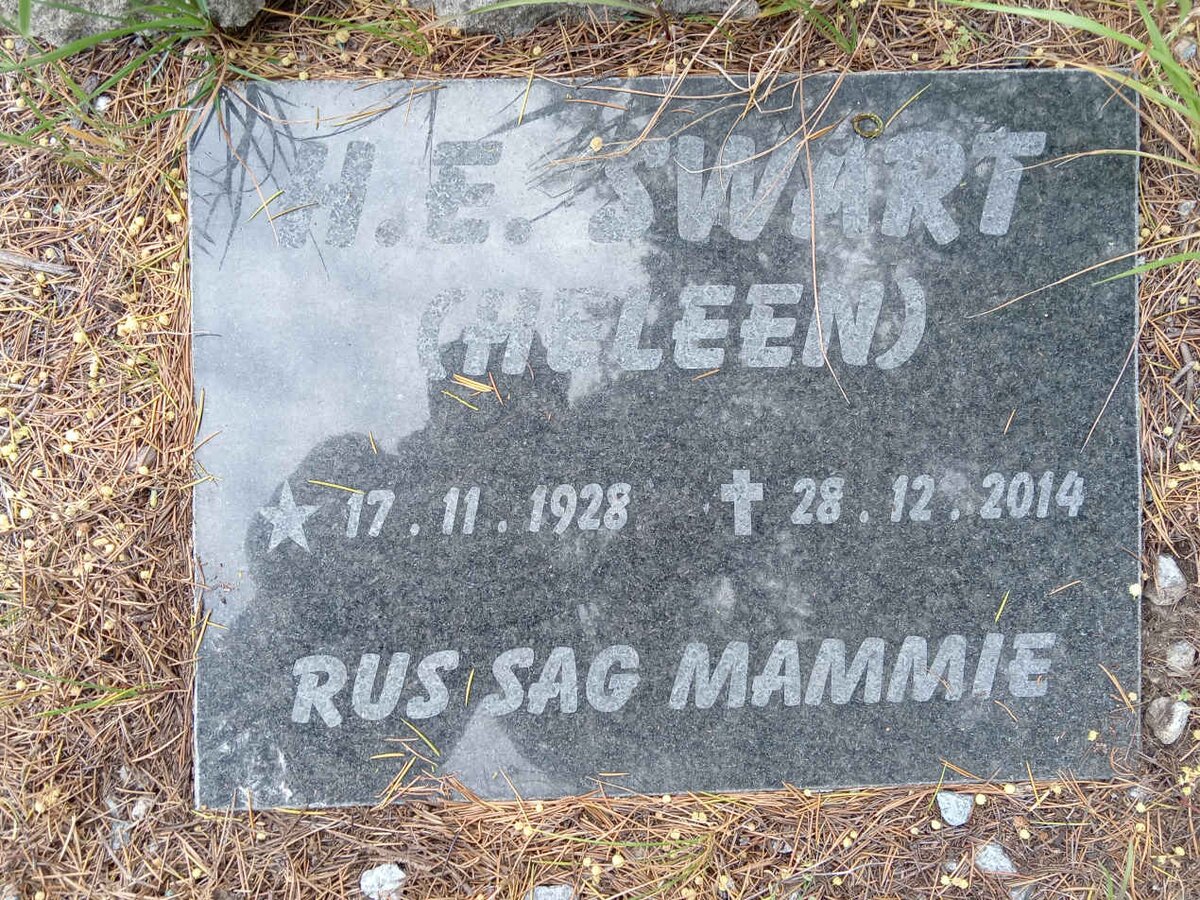 H.E. SWART
(HELEEN)
★ 17.11.1928 ✝ 28.12.2014
RUS SAG MAMMIE